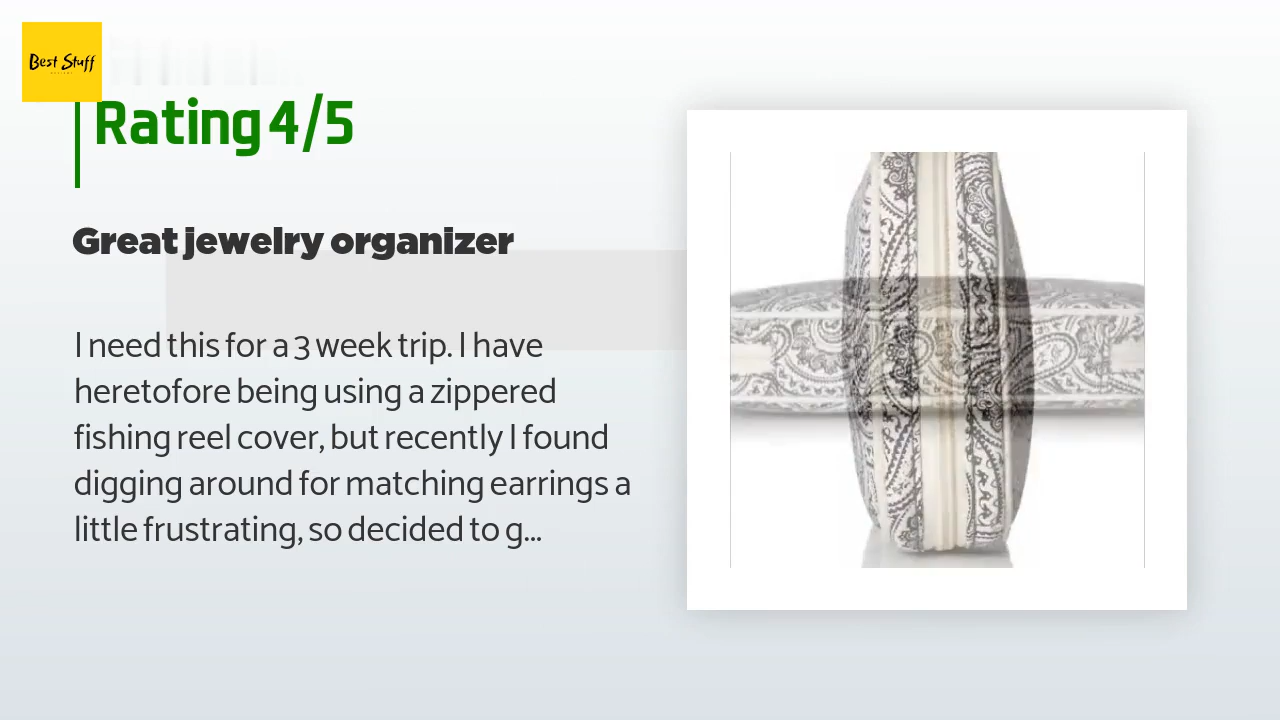 Best Stuff
Rating 4/5
Great jewelry organizer
I need this for a 3 week trip. I have
heretofore being using a zippered
fishing reel cover, but recently I found
digging around for matching earrings a
little frustrating, so decided to g...